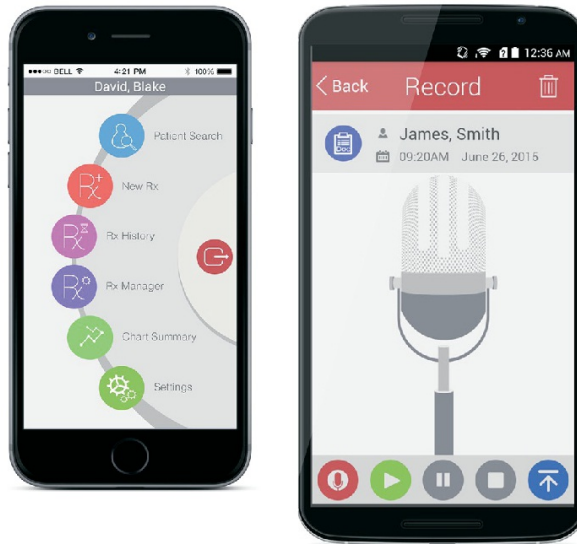 BELL 4:21 PM 100%
David, Blake
Patient Search
New Rx
Rx History
Rx Manager
Chart Summary
Settings
12:36 AM
Back Record
Doc
James, Smith
09:20AM June 26, 2015